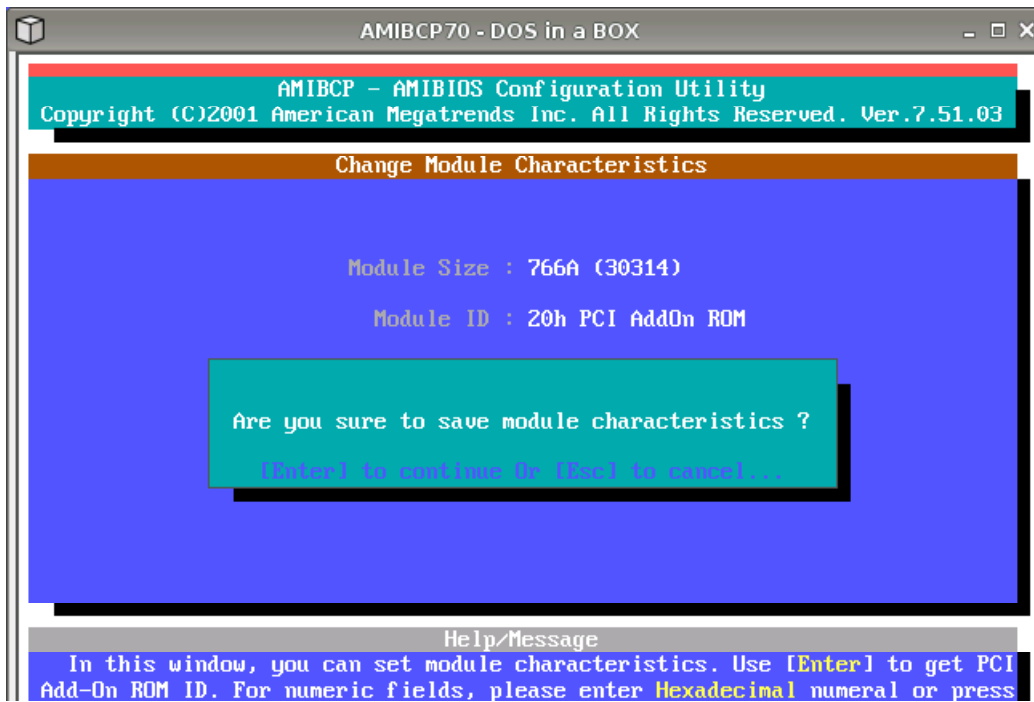 AMIBCP70 - DOS in a BOX
AMIBCP - AMIBIOS Configuration Utility
Copyright (C)2001 American Megatrends Inc. All Rights Reserved. Ver.7.51.03
Change Module Characteristics
Module Size : 766A (30314)
Module ID : 20h PCI AddOn ROM
Are you sure to save module characteristics ?
[Enter] to continue Or [Esc] to cancel...
Help/Message
In this window, you can set module characteristics. Use [Enter] to get PCI
Add-On ROM ID. For numeric fields, please enter Hexadecimal numeral or press